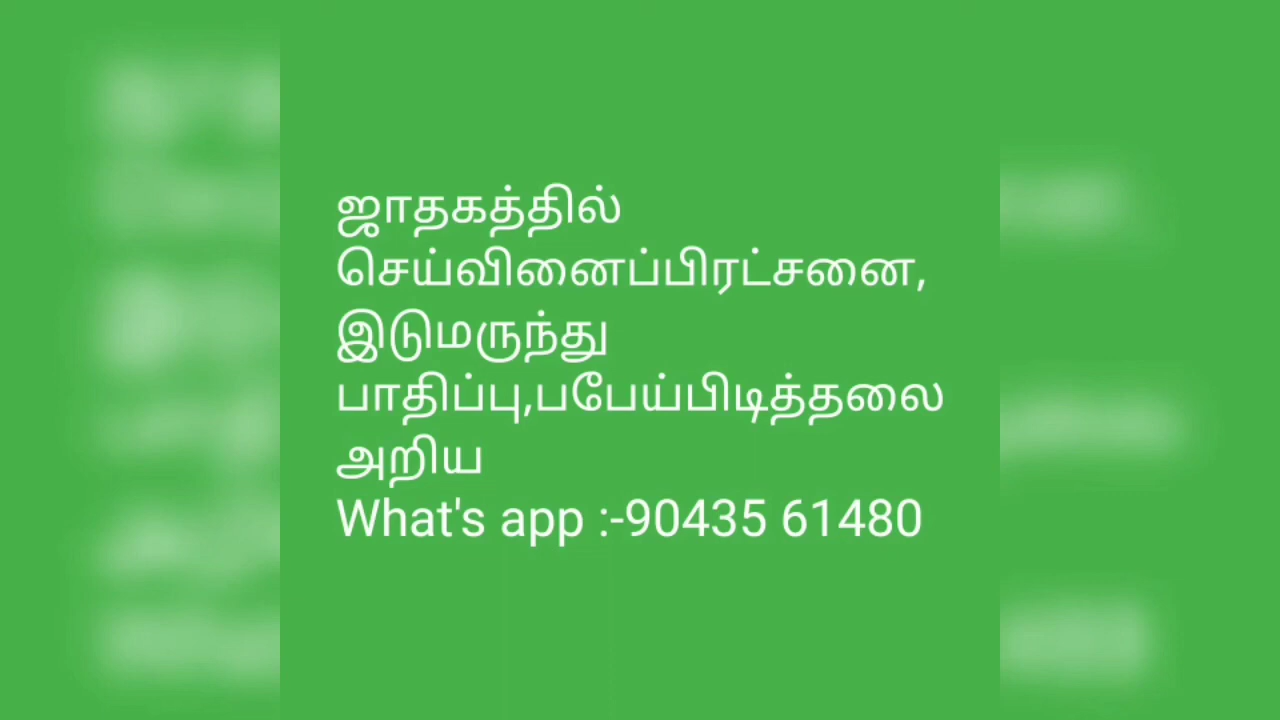 ஜாதகத்தில்
செய்வினைப்பிரட்சனை,
இடுமருந்து
பாதிப்பு,பபேய்பிடித்தலை
அறிய
What's app :-90435 61480